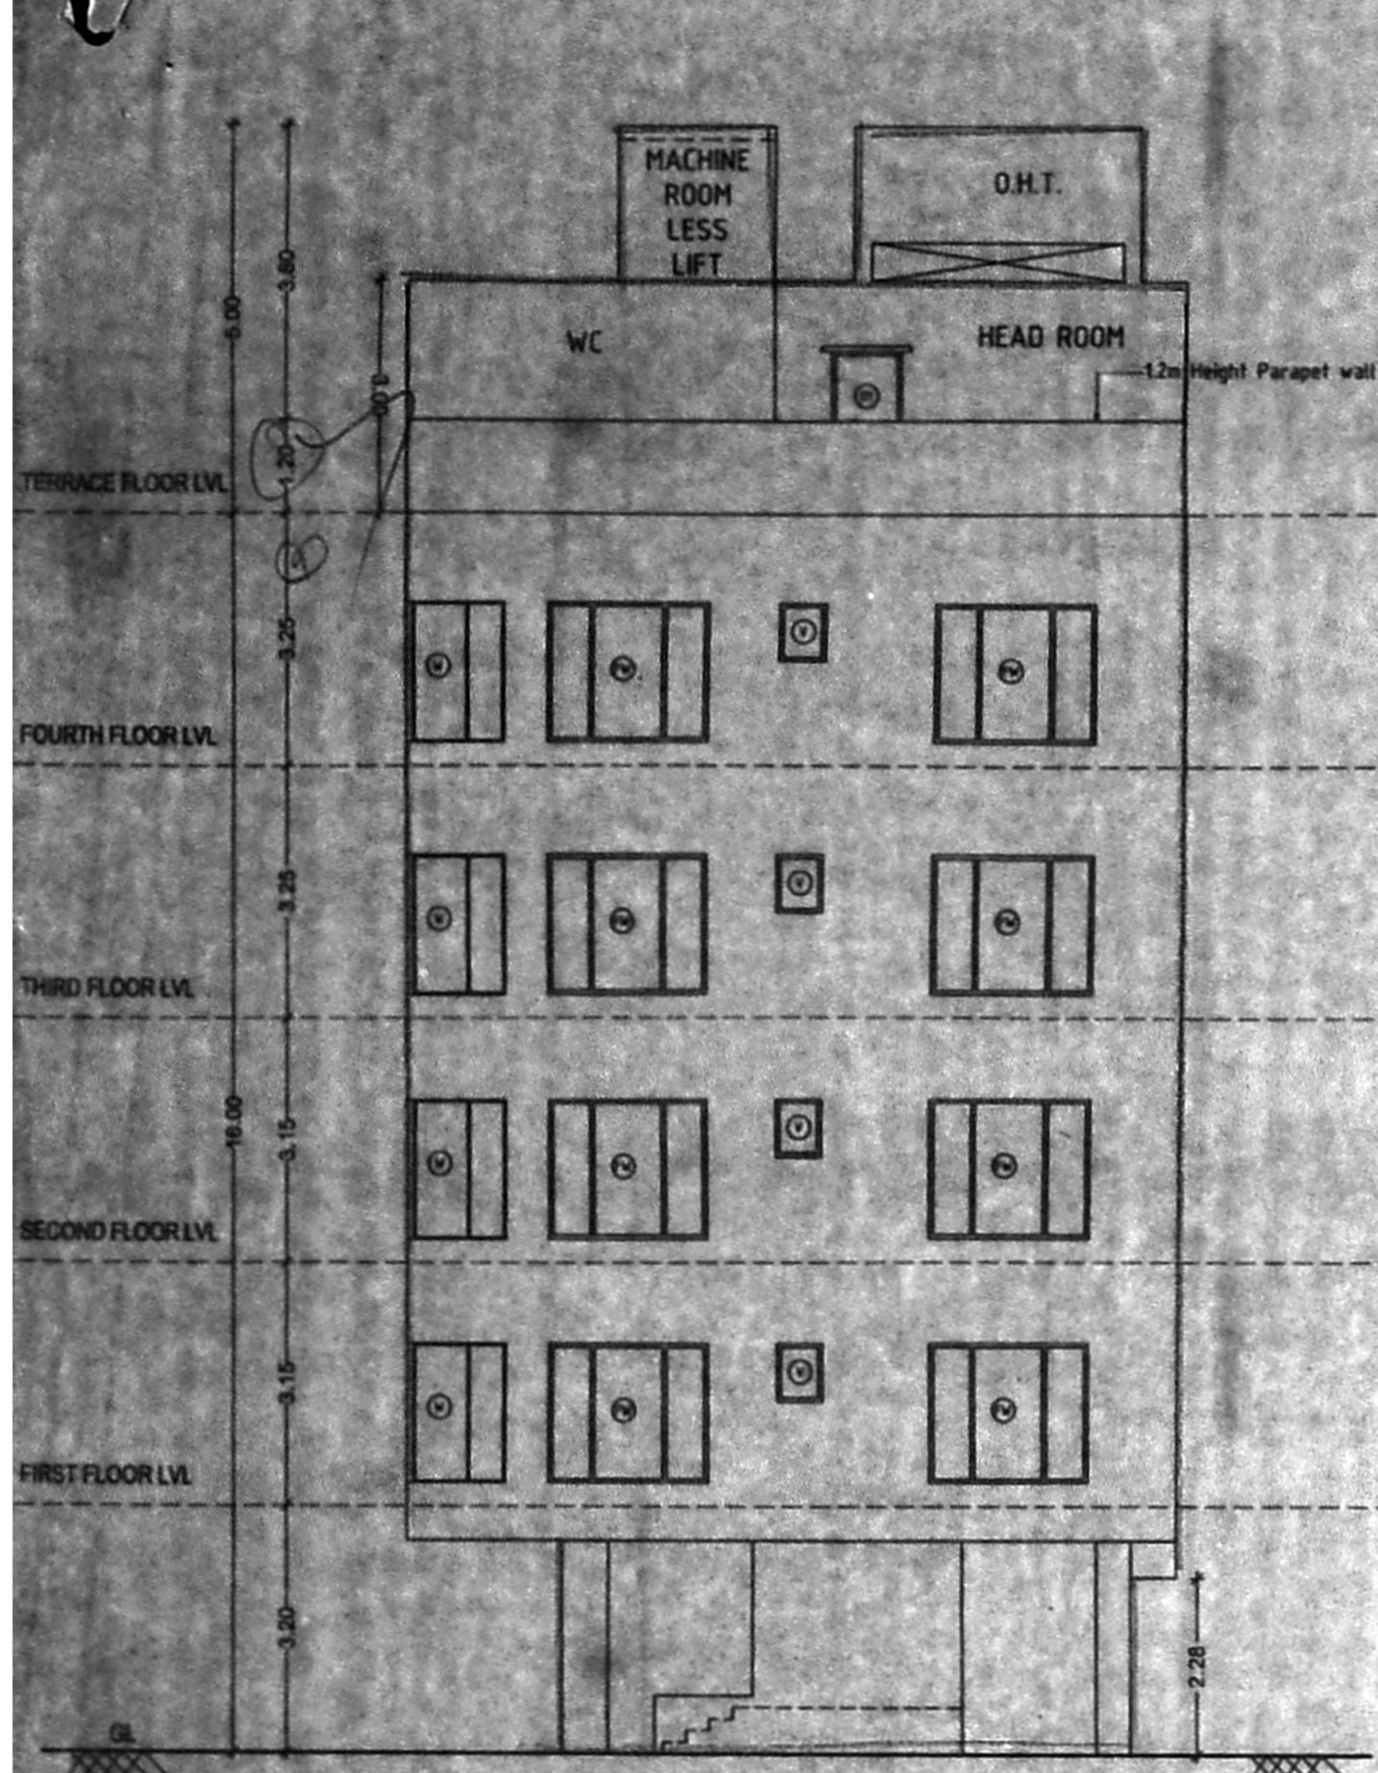 MACHINE
ROOM
LESS
LIFT
O.H.T.
3.80
5.00
WC
HEAD ROOM
1.2m Height Parapet wall
3.00
1.20
TERRACE FLOOR LVL
3.25
V
FOURTH FLOOR LVL
3.25
V
THIRD FLOOR LVL
16.00
3.15
V
SECOND FLOOR LVL
3.15
V
FIRST FLOOR LVL
3.20
2.28
GL